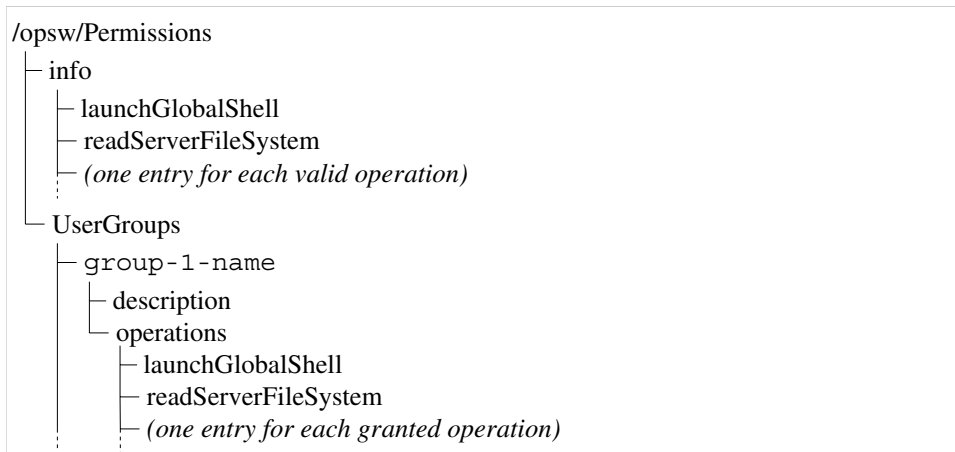 /opsw/Permissions
info
launchGlobalShell
readServerFileSystem
(one entry for each valid operation)
UserGroups
group-1-name
description
operations
launchGlobalShell
readServerFileSystem
(one entry for each granted operation)